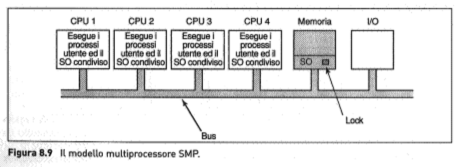 CPU 1 CPU 2 CPU 3 CPU 4 Memoria I/O
Esegue i processi utente ed il SO condiviso
Esegue i processi utente ed il SO condiviso
Esegue i processi utente ed il SO condiviso
Esegue i processi utente ed il SO condiviso
SO
Lock
Bus
Figura 8.9 Il modello multiprocessore SMP.